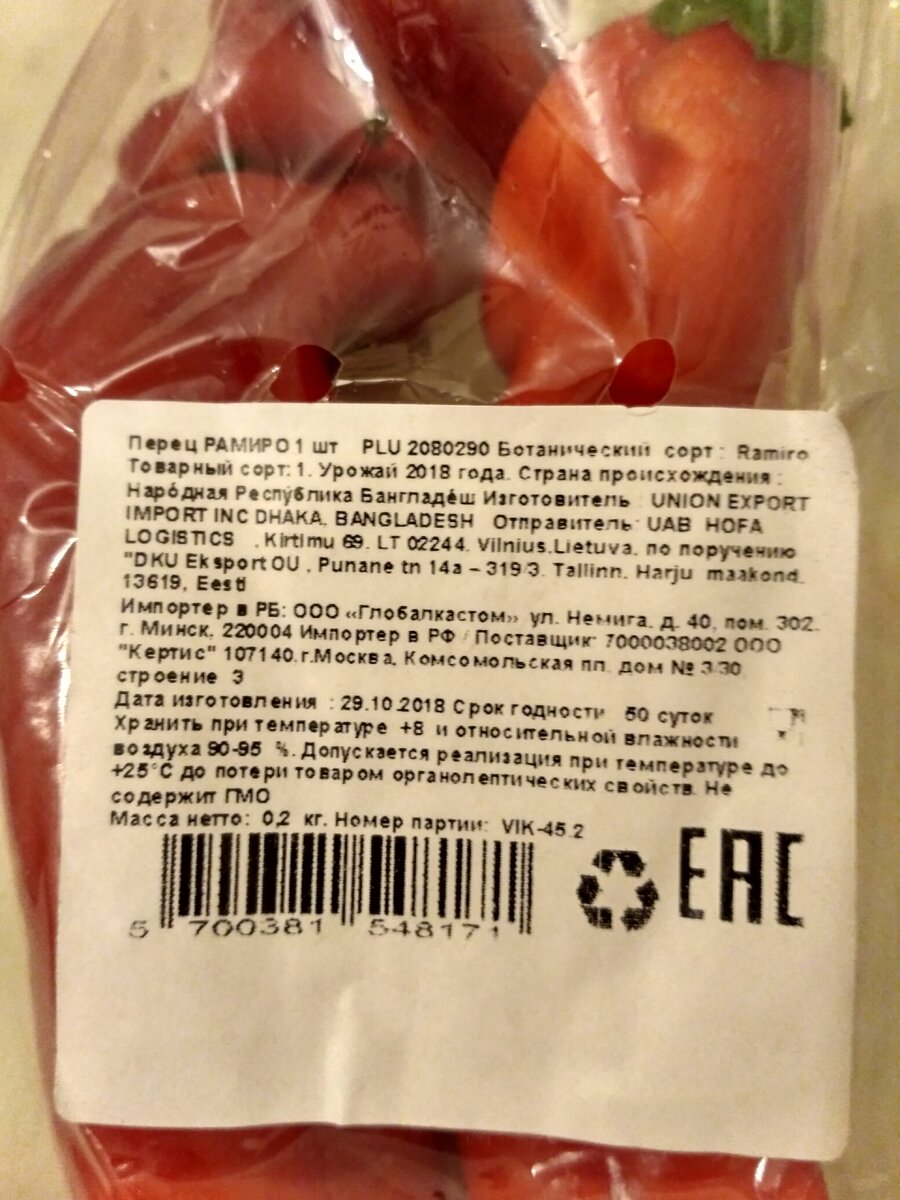 Перец РАМИРО 1 шт PLU 2080290 Ботанический сорт : Ramiro
Товарный сорт: 1. Урожай 2018 года. Страна происхождения :
Наро́дная Респу́блика Бангладе́ш Изготовитель : UNION EXPORT
IMPORT INC DHAKA, BANGLADESH Отправитель: UAB HOFA
LOGISTICS , Kirtimu 69, LT 02244, Vilnius,Lietuva, по поручению
"DKU Eksport OU , Punane tn 14a – 319/3, Tallinn, Harju maakond,
13619, Eesti
Импортер в РБ: ООО «Глобалкастом» ул. Немига, д. 40, пом. 302,
г. Минск, 220004 Импортер в РФ / Поставщик: 7000038002 ООО
"Кертис" 107140,г.Москва, Комсомольская пл, дом № 3/30,
строение 3
Дата изготовления : 29.10.2018 Срок годности 50 суток
Хранить при температуре +8 и относительной влажности
воздуха 90-95 %. Допускается реализация при температуре до
+25°С до потери товаром органолептических свойств. Не
содержит ГМО
Масса нетто: 0,2 кг. Номер партии: VIK-45.2
5 700381 548171
EAC